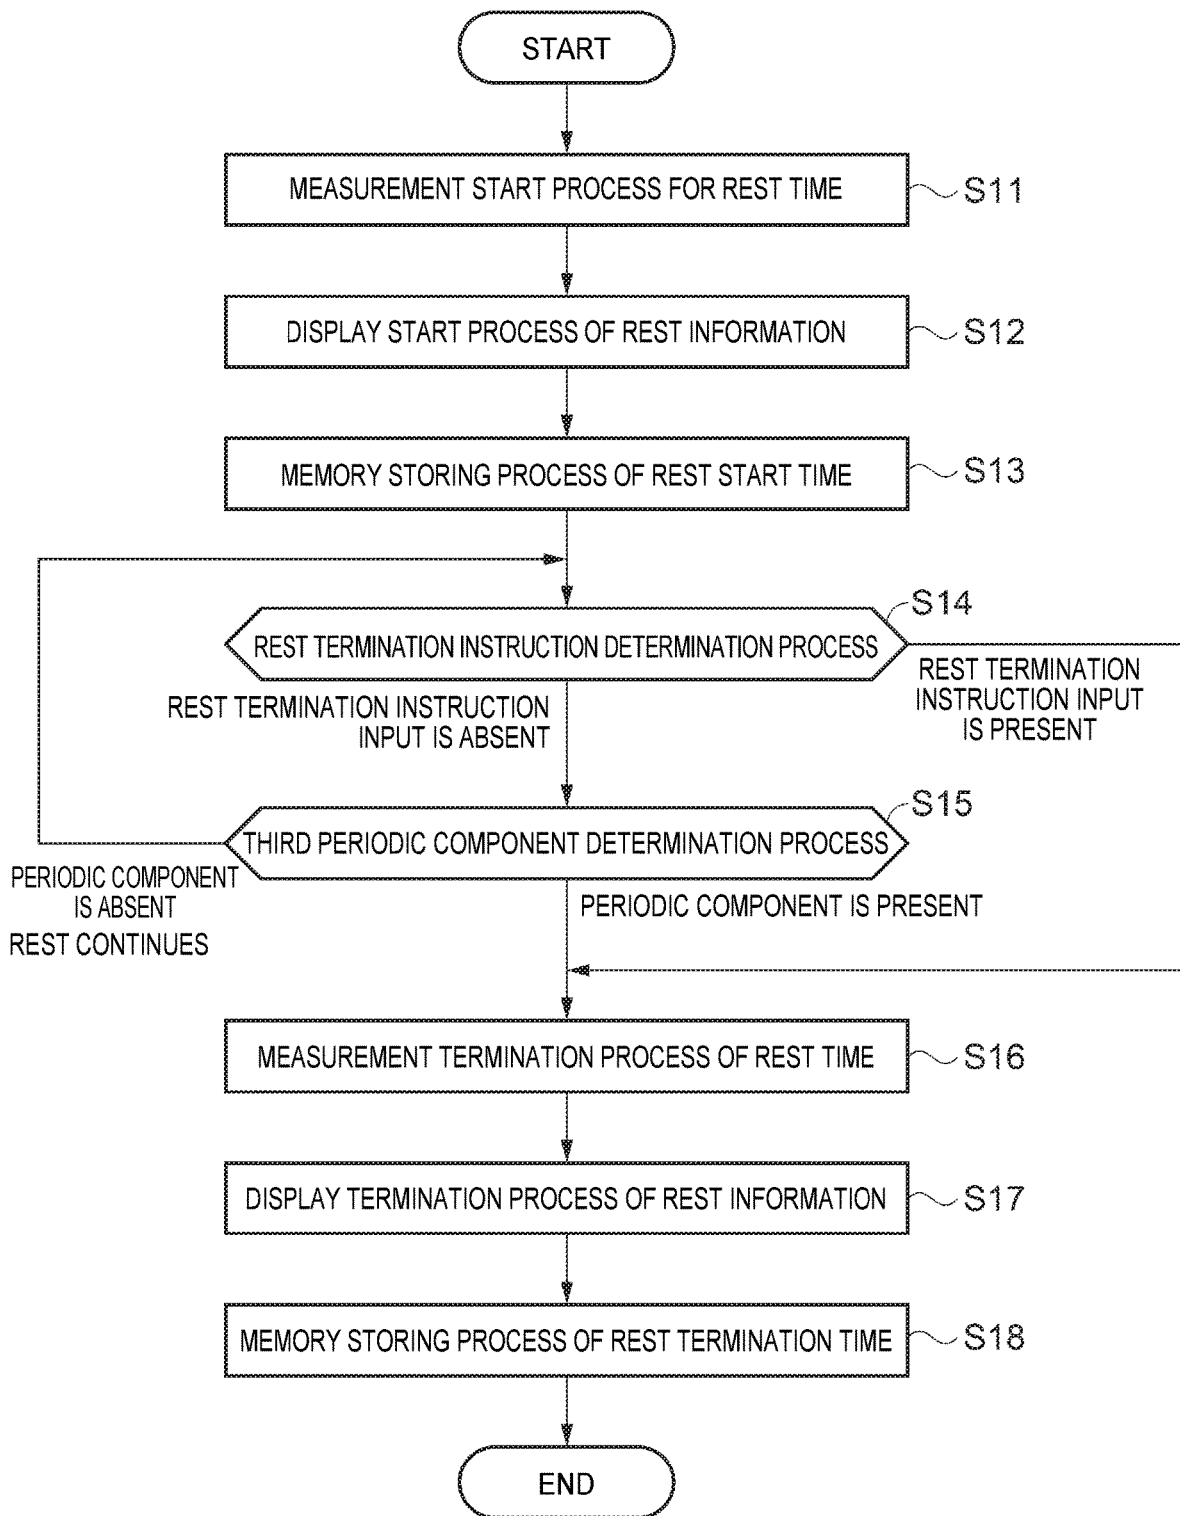 START
MEASUREMENT START PROCESS FOR REST TIME
S11
DISPLAY START PROCESS OF REST INFORMATION
S12
MEMORY STORING PROCESS OF REST START TIME
S13
S14
REST TERMINATION INSTRUCTION DETERMINATION PROCESS
REST TERMINATION
INSTRUCTION INPUT
IS PRESENT
REST TERMINATION INSTRUCTION
INPUT IS ABSENT
S15
THIRD PERIODIC COMPONENT DETERMINATION PROCESS
PERIODIC COMPONENT
IS ABSENT
REST CONTINUES
PERIODIC COMPONENT IS PRESENT
MEASUREMENT TERMINATION PROCESS OF REST TIME
S16
DISPLAY TERMINATION PROCESS OF REST INFORMATION
S17
MEMORY STORING PROCESS OF REST TERMINATION TIME
S18
END